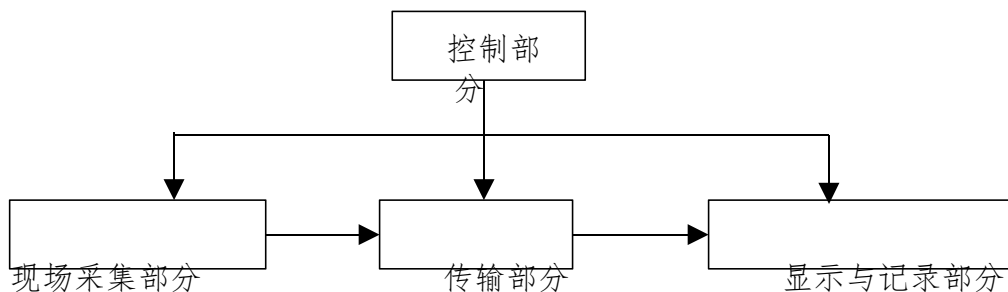 控制部
分
现场采集部分
传输部分
显示与记录部分